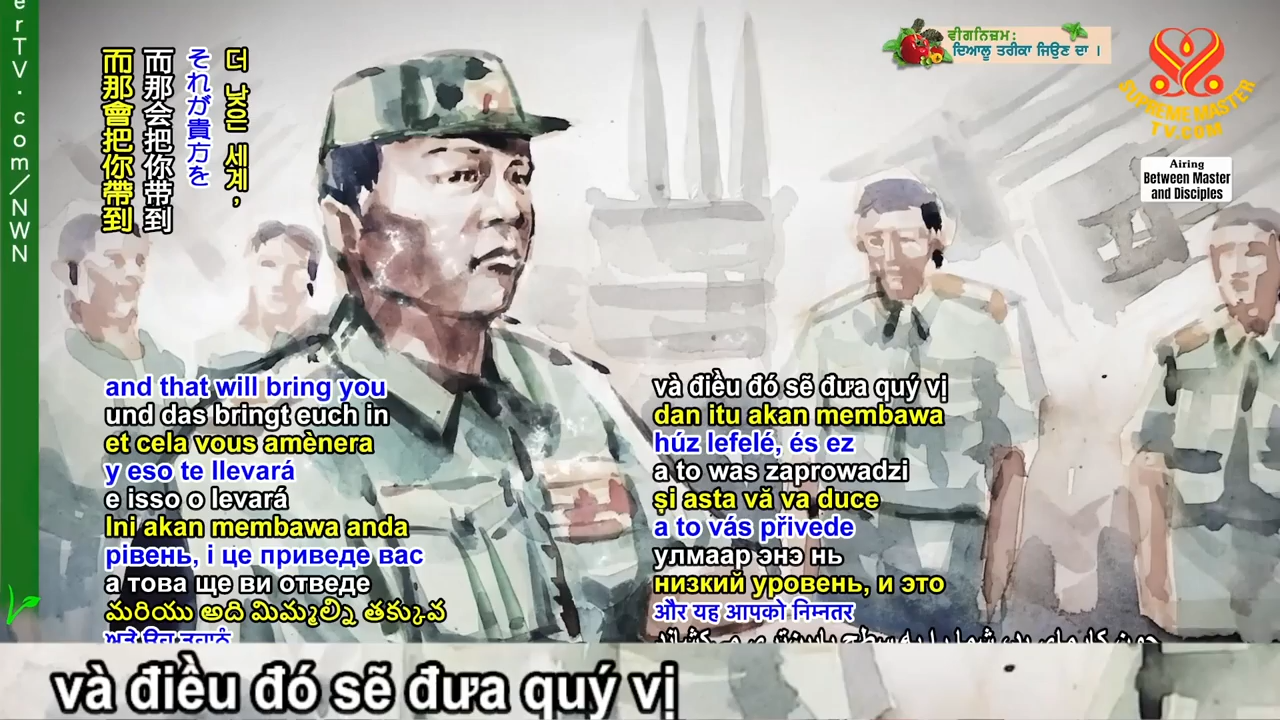 erTV.com/NWN
더 낮은 세계,
それが貴方を
而那会把你带到
而那會把你帶到
ਵੀਗਨਿਜ਼ਮ:
ਦਿਆਲੂ ਤਰੀਕਾ ਜਿਉਣ ਦਾ ।
SUPREME MASTER
TV.COM
Airing
Between Master
and Disciples
and that will bring you
und das bringt euch in
et cela vous amènera
y eso te llevará
e isso o levará
Ini akan membawa anda
рівень, і це приведе вас
а това ще ви отведе
మరియు అది మిమ్మల్ని తక్కువ
và điều đó sẽ đưa quý vị
dan itu akan membawa
húz lefelé, és ez
a to was zaprowadzi
și asta vă va duce
a to vás přivede
улмаар энэ нь
низкий уровень, и это
और यह आपको निम्नतर
và điều đó sẽ đưa quý vị